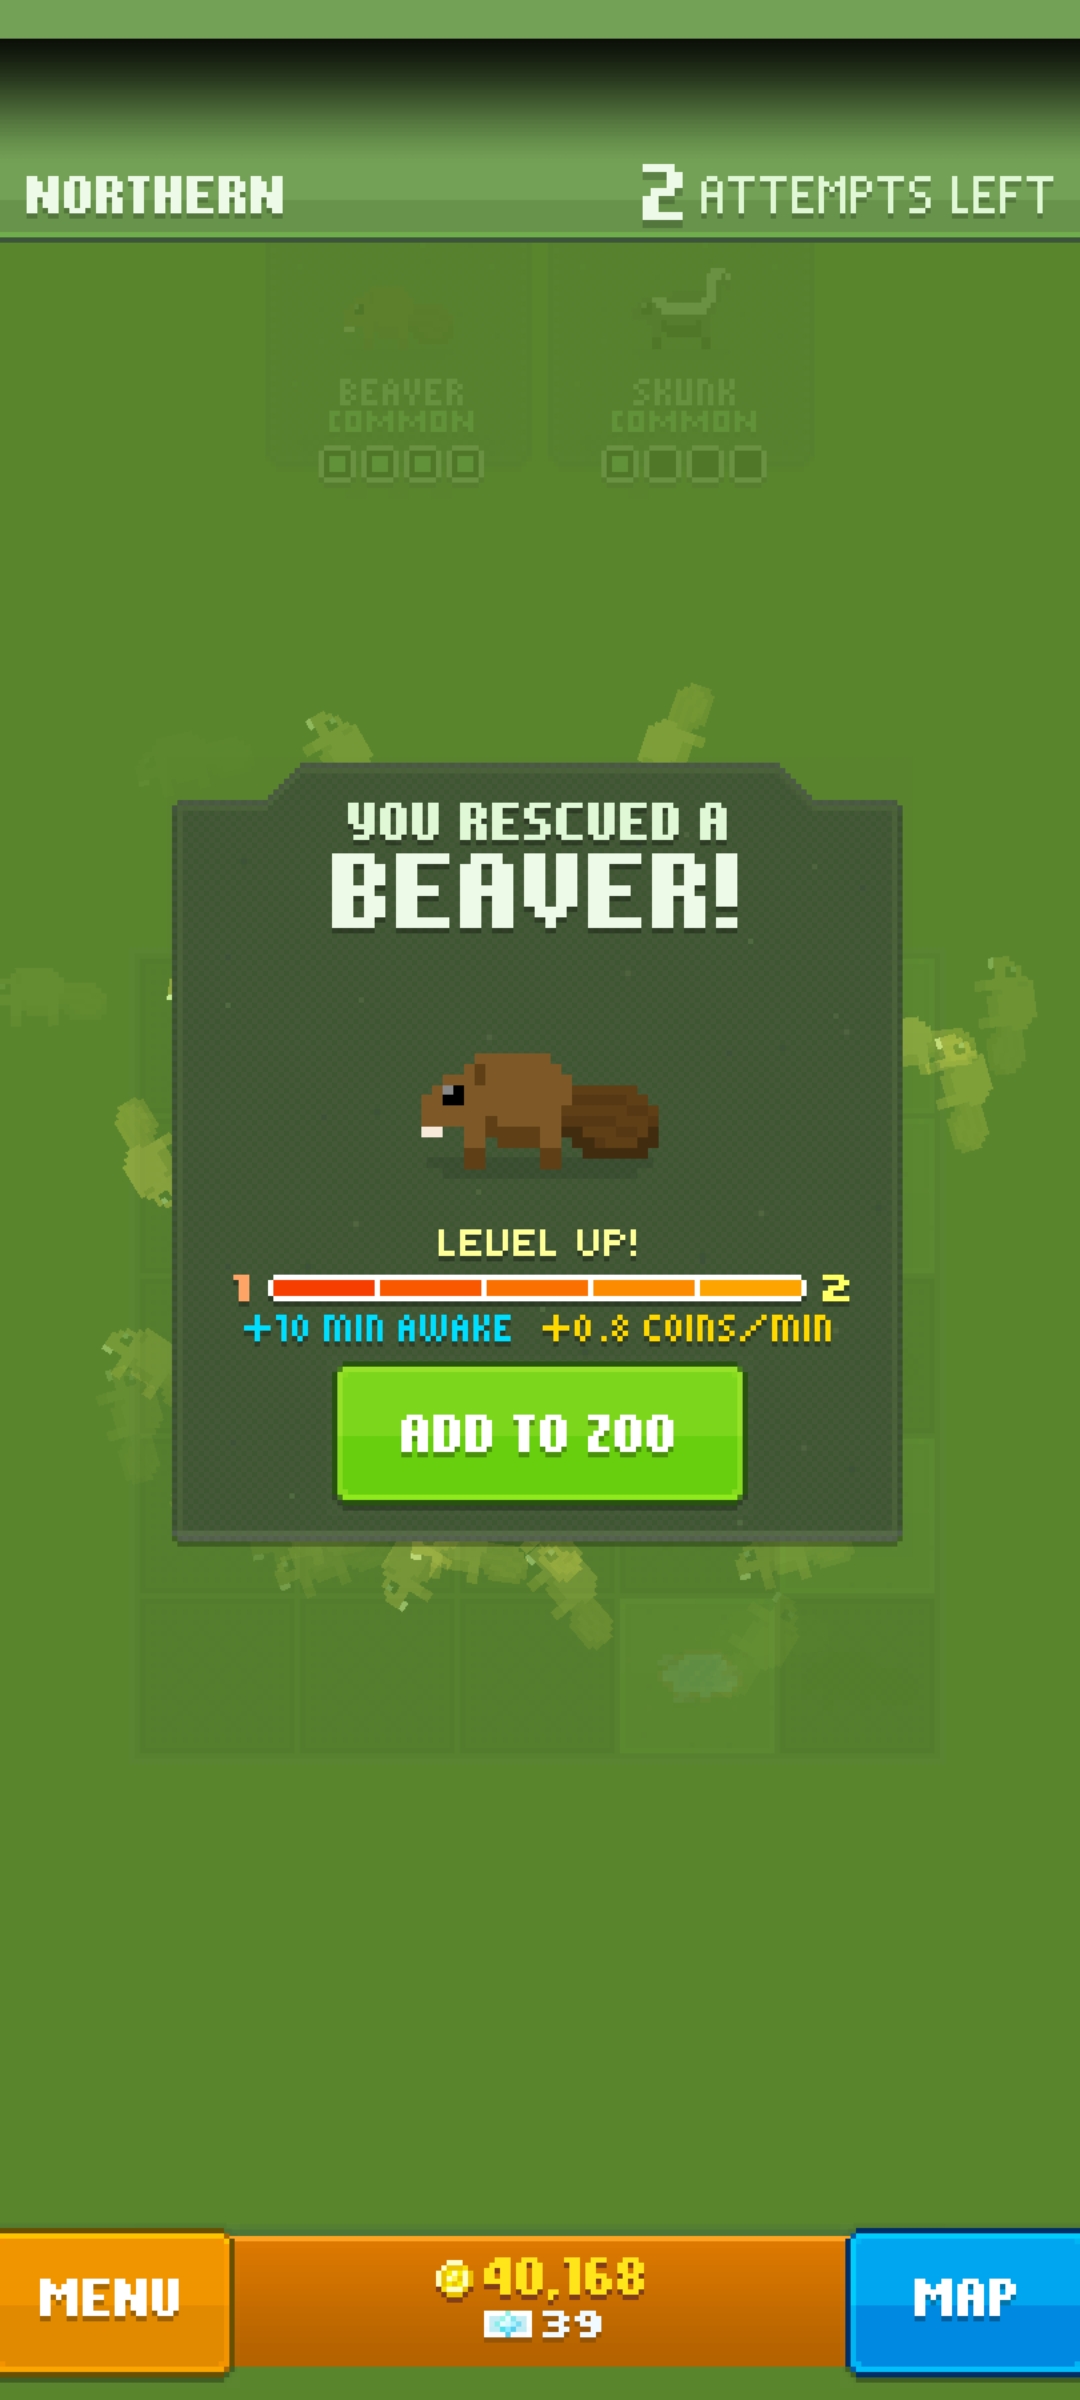 NORTHERN
2 ATTEMPTS LEFT
BEAVER
COMMON
SKUNK
COMMON
YOU RESCUED A
BEAVER!
LEVEL UP!
1 2
+10 MIN AWAKE +0.8 COINS/MIN
ADD TO ZOO
MENU
40,168
39
MAP